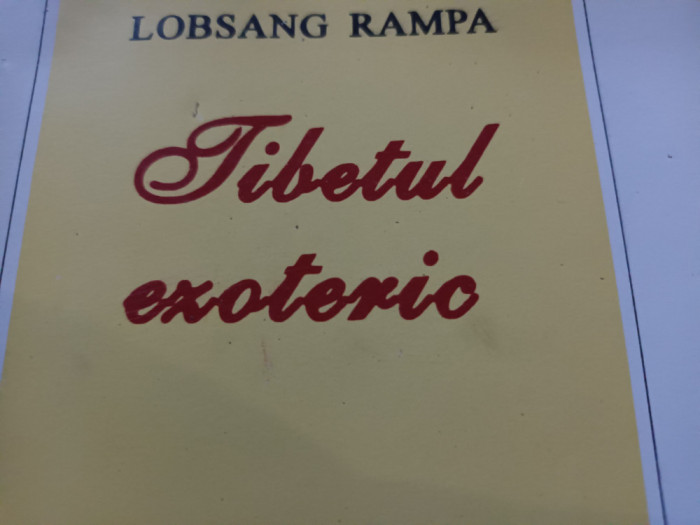 LOBSANG RAMPA
Tibetul
exoteric